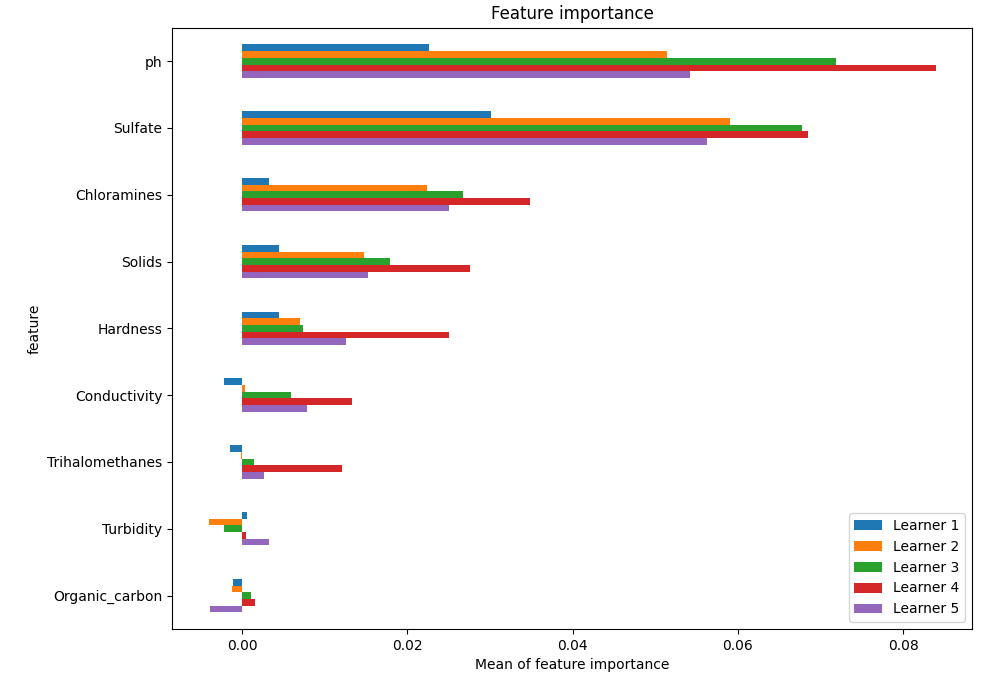 Feature importance
ph
Sulfate
Chloramines
Solids
Hardness
Conductivity
Trihalomethanes
Turbidity
Organic_carbon
feature
Learner 1
Learner 2
Learner 3
Learner 4
Learner 5
0.00 0.02 0.04 0.06 0.08
Mean of feature importance